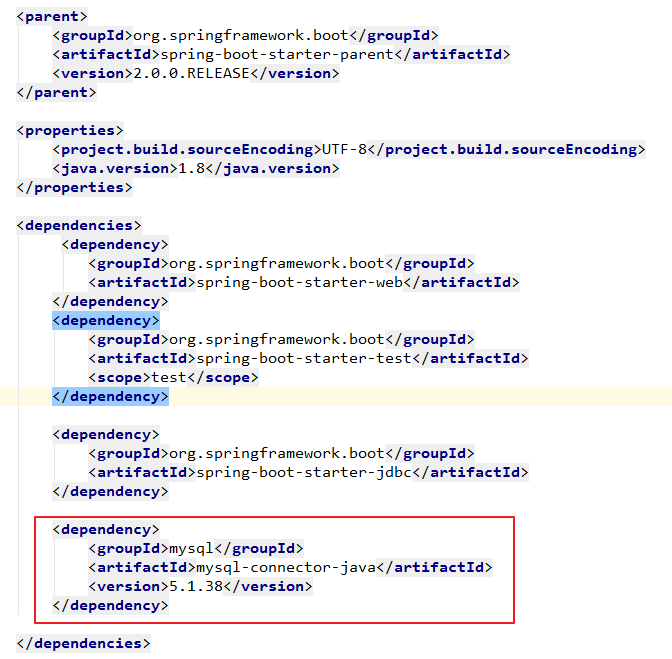 <parent>
<groupId>org.springframework.boot</groupId>
<artifactId>spring-boot-starter-parent</artifactId>
<version>2.0.0.RELEASE</version>
</parent>
<properties>
<project.build.sourceEncoding>UTF-8</project.build.sourceEncoding>
<java.version>1.8</java.version>
</properties>
<dependencies>
<dependency>
<groupId>org.springframework.boot</groupId>
<artifactId>spring-boot-starter-web</artifactId>
</dependency>
<dependency>
<groupId>org.springframework.boot</groupId>
<artifactId>spring-boot-starter-test</artifactId>
<scope>test</scope>
</dependency>
<dependency>
<groupId>org.springframework.boot</groupId>
<artifactId>spring-boot-starter-jdbc</artifactId>
</dependency>
<dependency>
<groupId>mysql</groupId>
<artifactId>mysql-connector-java</artifactId>
<version>5.1.38</version>
</dependency>
</dependencies>